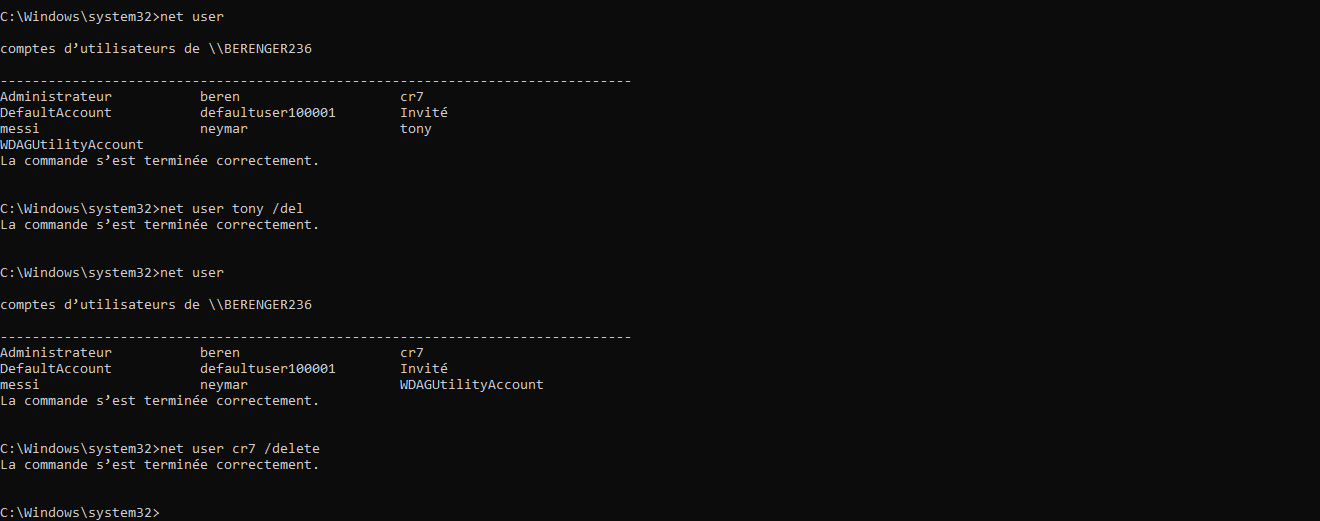 C:\Windows\system32>net user
comptes d’utilisateurs de \\BERENGER236
-------------------------------------------------------------------------------
Administrateur           beren                    cr7
DefaultAccount           defaultuser100001        Invité
messi                    neymar                   tony
WDAGUtilityAccount
La commande s’est terminée correctement.
C:\Windows\system32>net user tony /del
La commande s’est terminée correctement.
C:\Windows\system32>net user
comptes d’utilisateurs de \\BERENGER236
-------------------------------------------------------------------------------
Administrateur           beren                    cr7
DefaultAccount           defaultuser100001        Invité
messi                    neymar                   WDAGUtilityAccount
La commande s’est terminée correctement.
C:\Windows\system32>net user cr7 /delete
La commande s’est terminée correctement.
C:\Windows\system32>